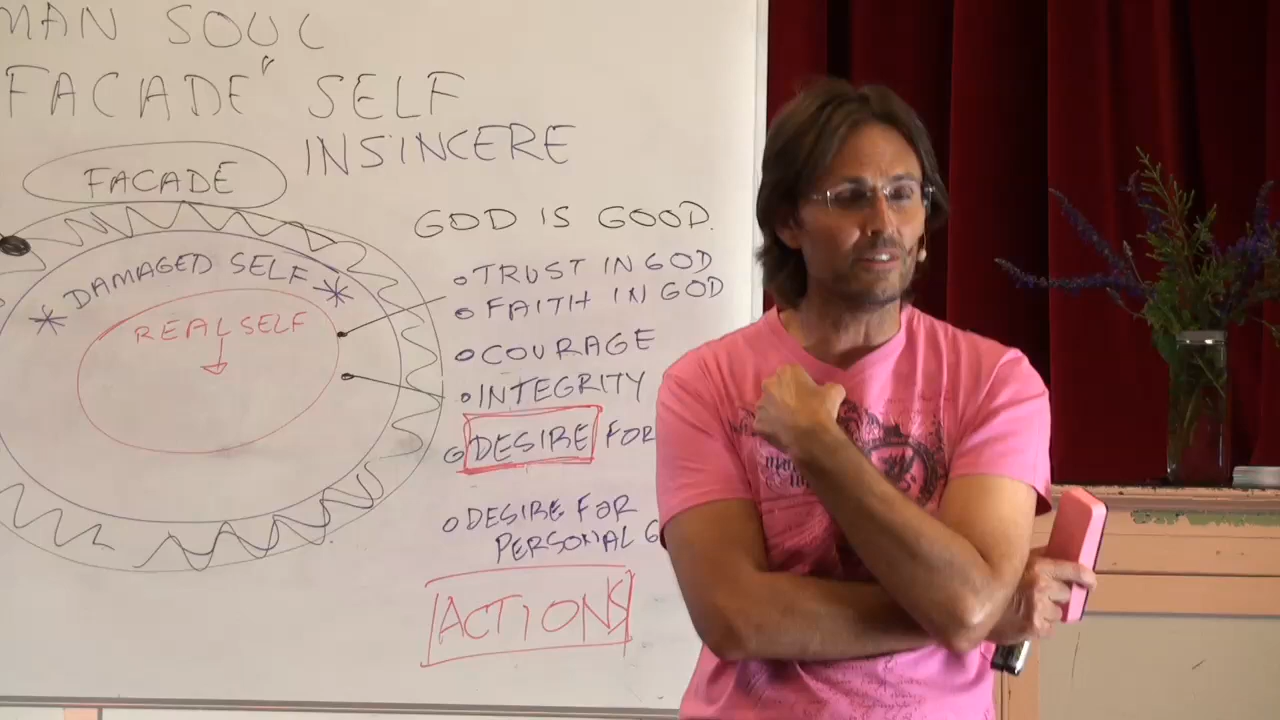 MAN SOUL
FACADE" SELF
INSINCERE
FACADE
GOD IS GOOD.
DAMAGED SELF
REAL SELF
TRUST IN GOD
FAITH IN GOD
COURAGE
INTEGRITY
DESIRE FOR
DESIRE FOR
PERSONAL G
ACTIONS